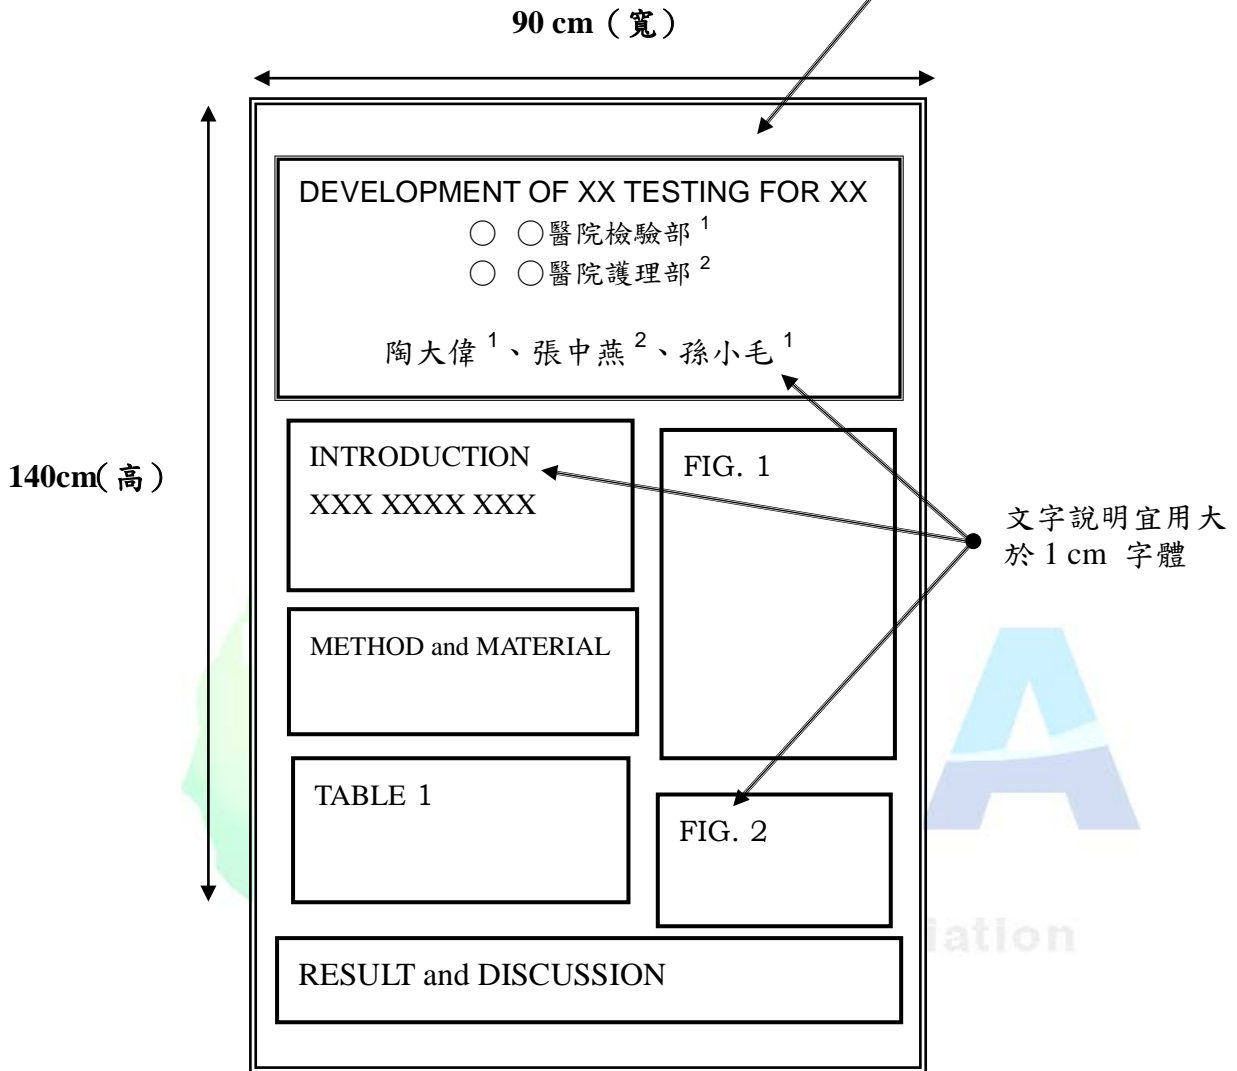 90 cm（寬）
DEVELOPMENT OF XX TESTING FOR XX
○ ○醫院檢驗部 1
○ ○醫院護理部 2
陶大偉 1、張中燕 2、孫小毛 1
140cm(高)
INTRODUCTION
XXX XXXX XXX
FIG. 1
文字說明宜用大
於 1 cm 字體
METHOD and MATERIAL
TABLE 1
FIG. 2
A
iation
RESULT and DISCUSSION